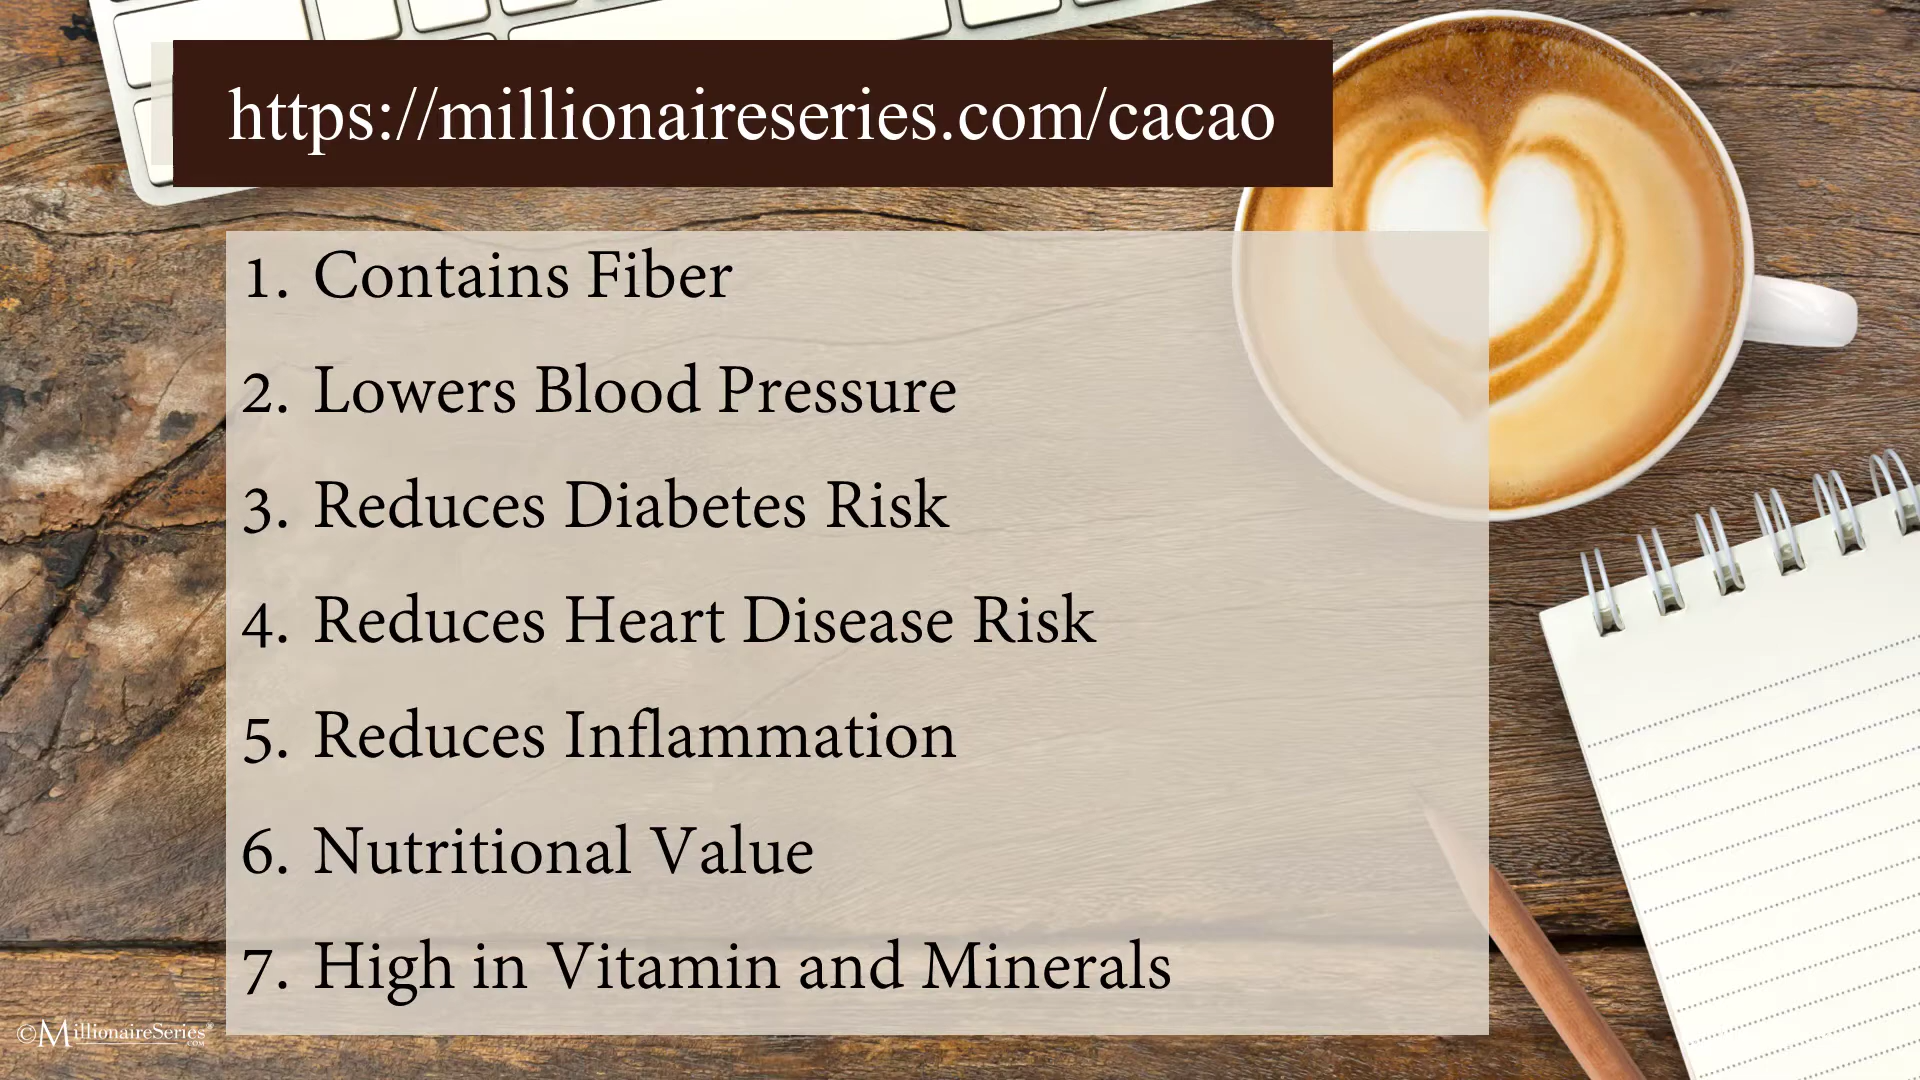 https://millionaireseries.com/cacao
1. Contains Fiber
2. Lowers Blood Pressure
3. Reduces Diabetes Risk
4. Reduces Heart Disease Risk
5. Reduces Inflammation
6. Nutritional Value
7. High in Vitamin and Minerals
©MillionaireSeries®
.COM